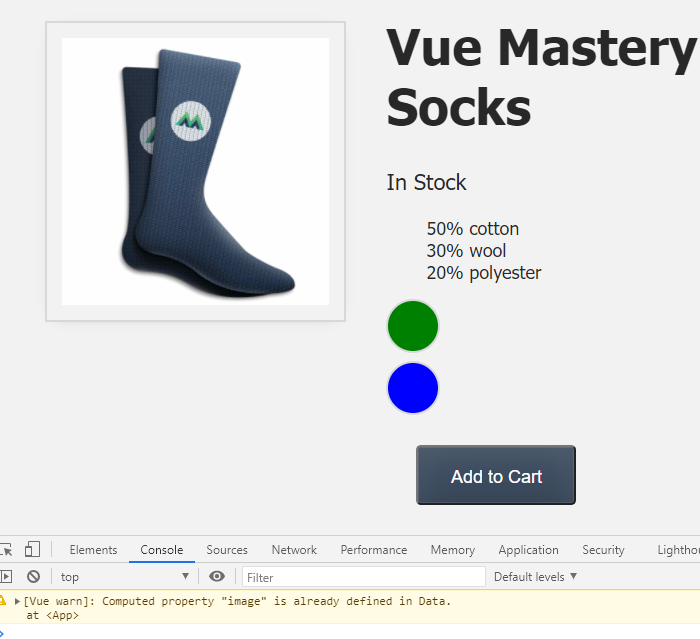 Vue Mastery
Socks
In Stock
50% cotton
30% wool
20% polyester
Add to Cart
Elements Console Sources Network Performance Memory Application Security Lightho
top Filter Default levels
[Vue warn]: Computed property "image" is already defined in Data.
at <App>